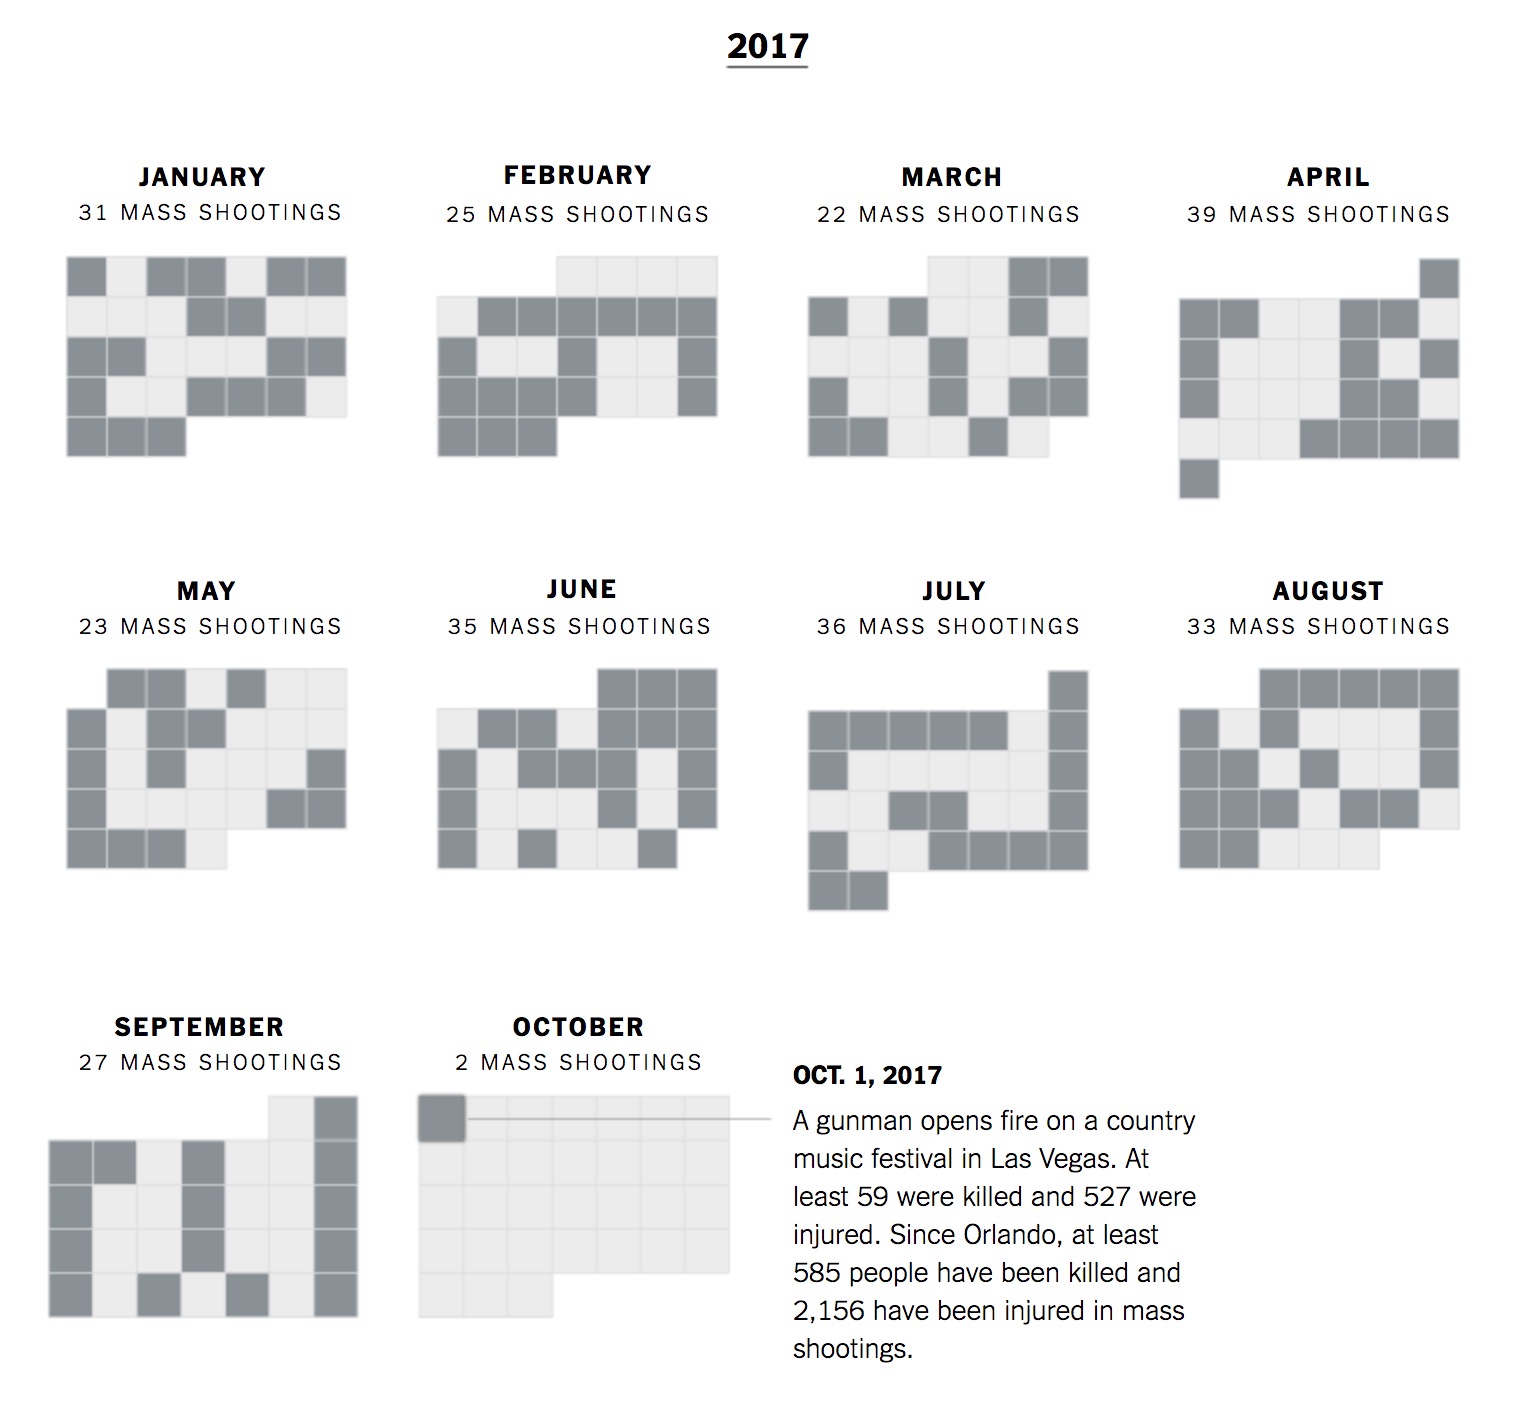 2017
JANUARY
31 MASS SHOOTINGS
FEBRUARY
25 MASS SHOOTINGS
MARCH
22 MASS SHOOTINGS
APRIL
39 MASS SHOOTINGS
MAY
23 MASS SHOOTINGS
JUNE
35 MASS SHOOTINGS
JULY
36 MASS SHOOTINGS
AUGUST
33 MASS SHOOTINGS
SEPTEMBER
27 MASS SHOOTINGS
OCTOBER
2 MASS SHOOTINGS
OCT. 1, 2017
A gunman opens fire on a country
music festival in Las Vegas. At
least 59 were killed and 527 were
injured. Since Orlando, at least
585 people have been killed and
2,156 have been injured in mass
shootings.